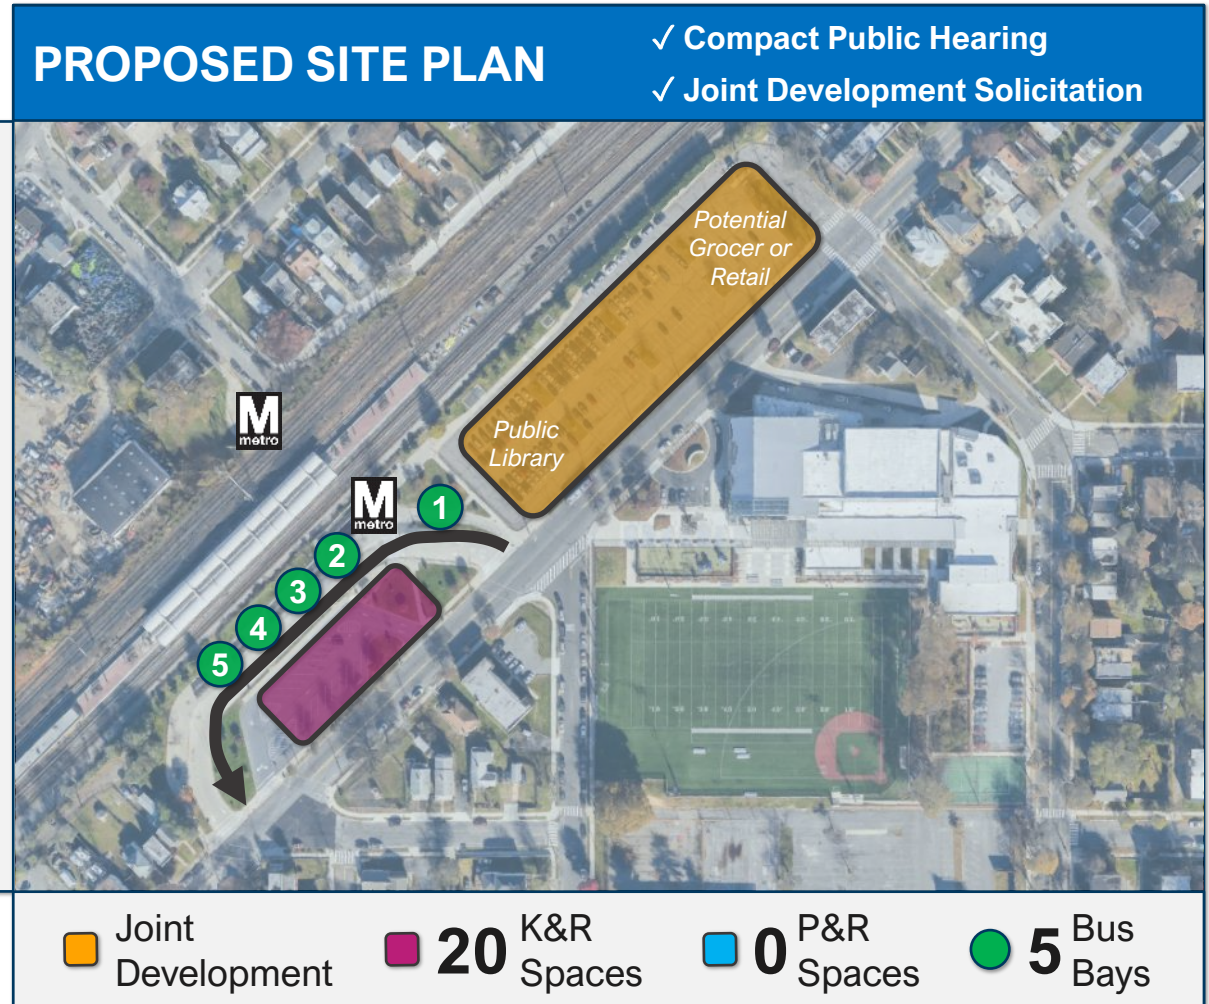 PROPOSED SITE PLAN
✓ Compact Public Hearing
✓ Joint Development Solicitation
Potential
Grocer or
Retail
Public
Library
M
metro
M
metro
1
2
3
4
5
Joint
Development
20 K&R
Spaces
0 P&R
Spaces
5 Bus
Bays